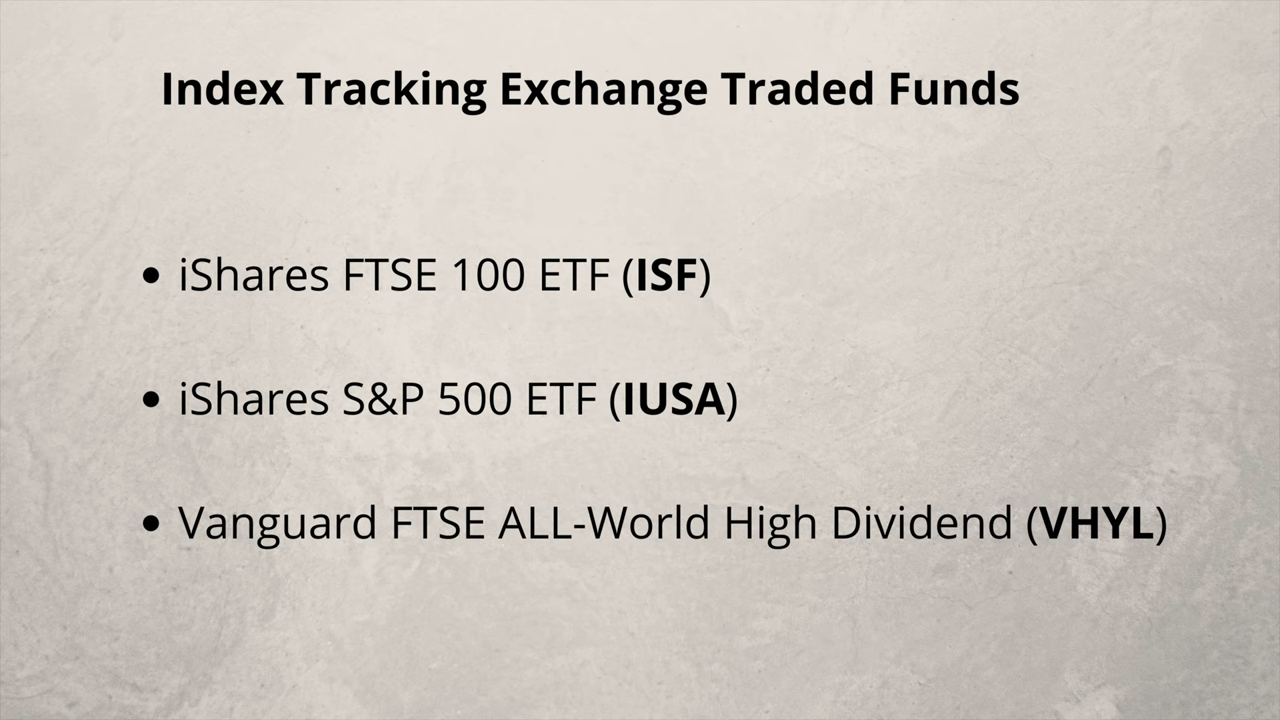 Index Tracking Exchange Traded Funds
• iShares FTSE 100 ETF (ISF)
• iShares S&P 500 ETF (IUSA)
• Vanguard FTSE ALL-World High Dividend (VHYL)